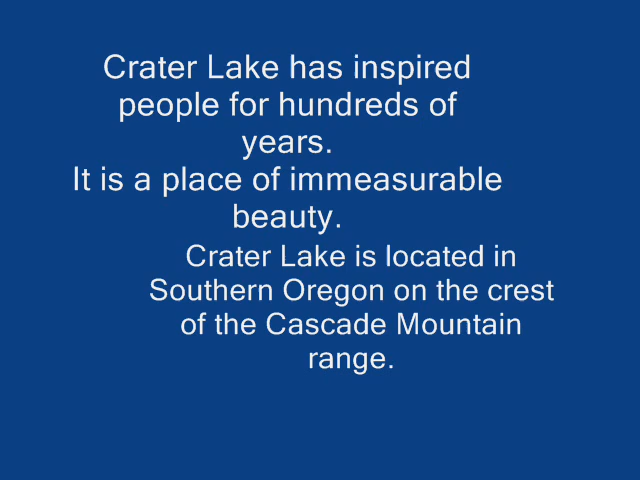 Crater Lake has inspired
people for hundreds of
years.
It is a place of immeasurable
beauty.
Crater Lake is located in
Southern Oregon on the crest
of the Cascade Mountain
range.